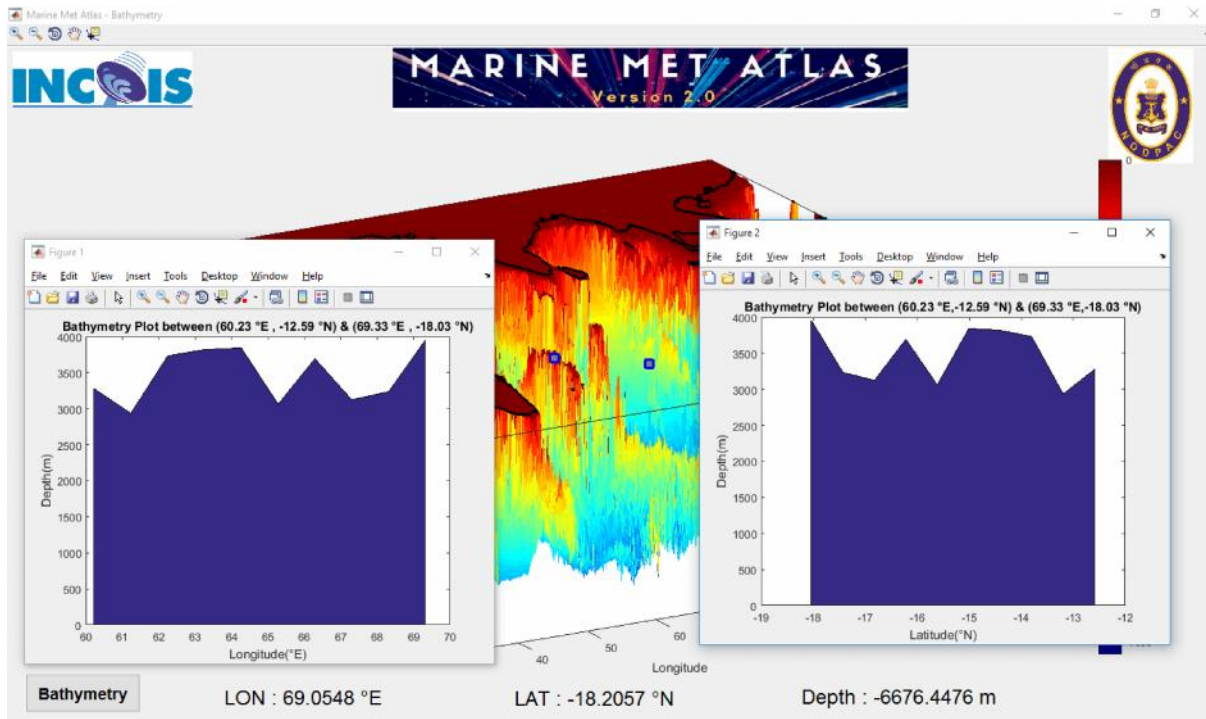 Marine Met Atlas - Bathymetry
INCOIS
MARINE MET ATLAS
Version 2.0
NODPAC
0
Figure 1
File Edit View Insert Tools Desktop Window Help
Bathymetry Plot between (60.23 °E , -12.59 °N) & (69.33 °E , -18.03 °N)
4000
3500
3000
2500
2000
1500
1000
500
0
Depth(m)
60 61 62 63 64 65 66 67 68 69 70
Longitude(°E)
Figure 2
File Edit View Insert Tools Desktop Window Help
Bathymetry Plot between (60.23 °E,-12.59 °N) & (69.33 °E,-18.03 °N)
4000
3500
3000
2500
2000
1500
1000
500
0
Depth(m)
-19 -18 -17 -16 -15 -14 -13 -12
Latitude(°N)
40 50 60
Longitude
Bathymetry
LON : 69.0548 °E
LAT : -18.2057 °N
Depth : -6676.4476 m